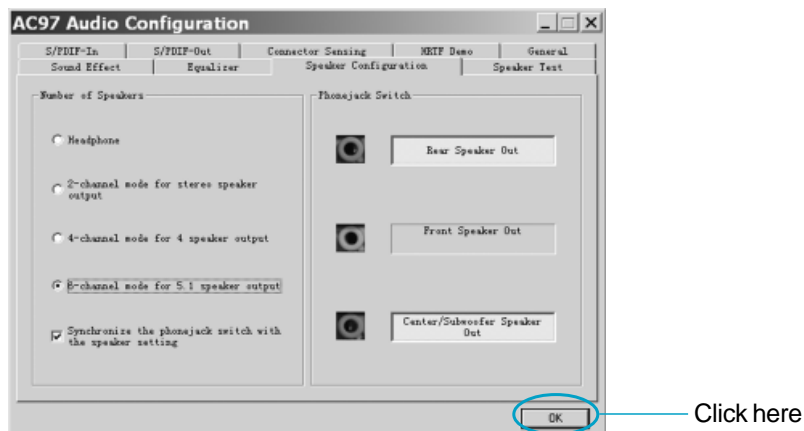 AC97 Audio Configuration
S/PDIF-In
S/PDIF-Out
Connector Sensing
HRTF Demo
General
Sound Effect
Equalizer
Speaker Configuration
Speaker Test
Number of Speakers
Headphone
2-channel mode for stereo speaker
output
4-channel mode for 4 speaker output
6-channel mode for 5.1 speaker output
Synchronize the phonejack switch with
the speaker setting
Phonejack Switch
Rear Speaker Out
Front Speaker Out
Center/Subwoofer Speaker
Out
OK
Click here